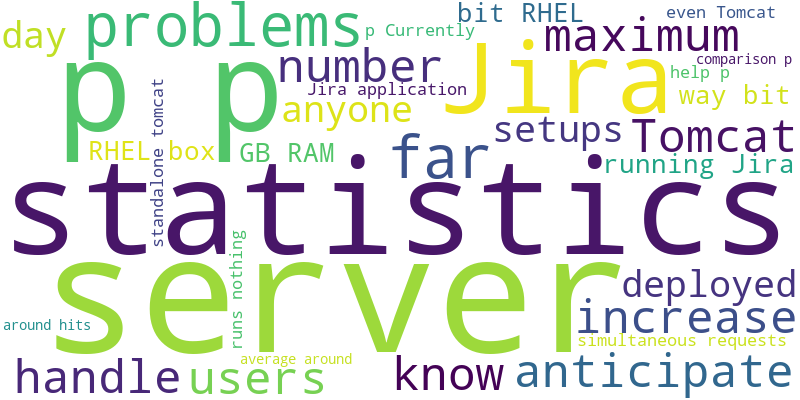 bit RHEL
even Tomcat
day
problems
p Currently
maximum
number
comparison p
p p
Jira
help p
Jira application
anyone
way bit
setups
Tomcat
RHEL box
GB RAM
far
running Jira
standalone tomcat
statistics
server
runs nothing
deployed
increase
around hits
simultaneous requests
average around
handle
users
know
anticipate